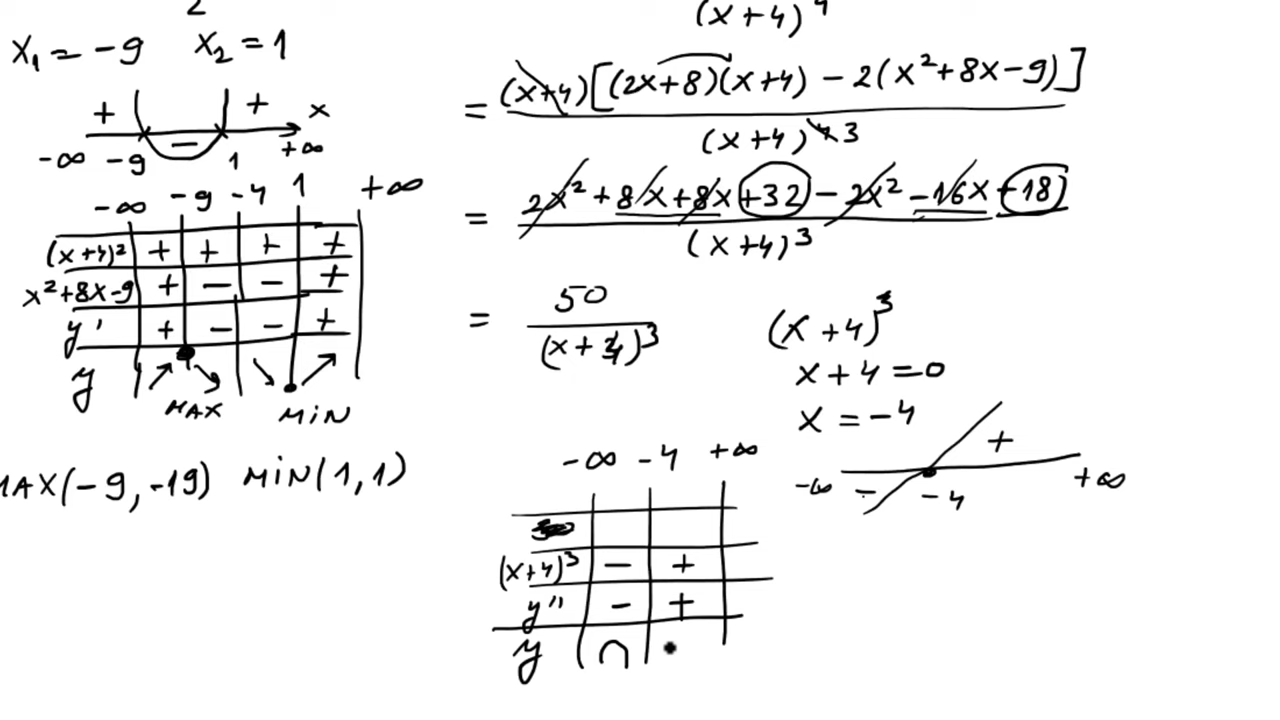 2
x₁ = -9 x₂ = 1
+ - + x
-∞ -9 1 +∞
-∞ -9 -4 1 +∞
(x+4)² + + + +
x²+8x-9 + - - +
y' + - - +
y ↗ ↘ ↘ ↗
MAX MIN
MAX(-9,-19) MIN(1,1)
(x+4)⁴
= (x+4)[(2x+8)(x+4) - 2(x²+8x-9)]
(x+4)⁴ 3
= 2x² + 8x + 8x + 32 - 2x² - 16x + 18
(x+4)³
= 50
(x+4)³
(x+4)³
x+4=0
x = -4
+
-∞ - -4 +∞
-∞ -4 +∞
(x+4)³ - +
y'' - +
y ∩